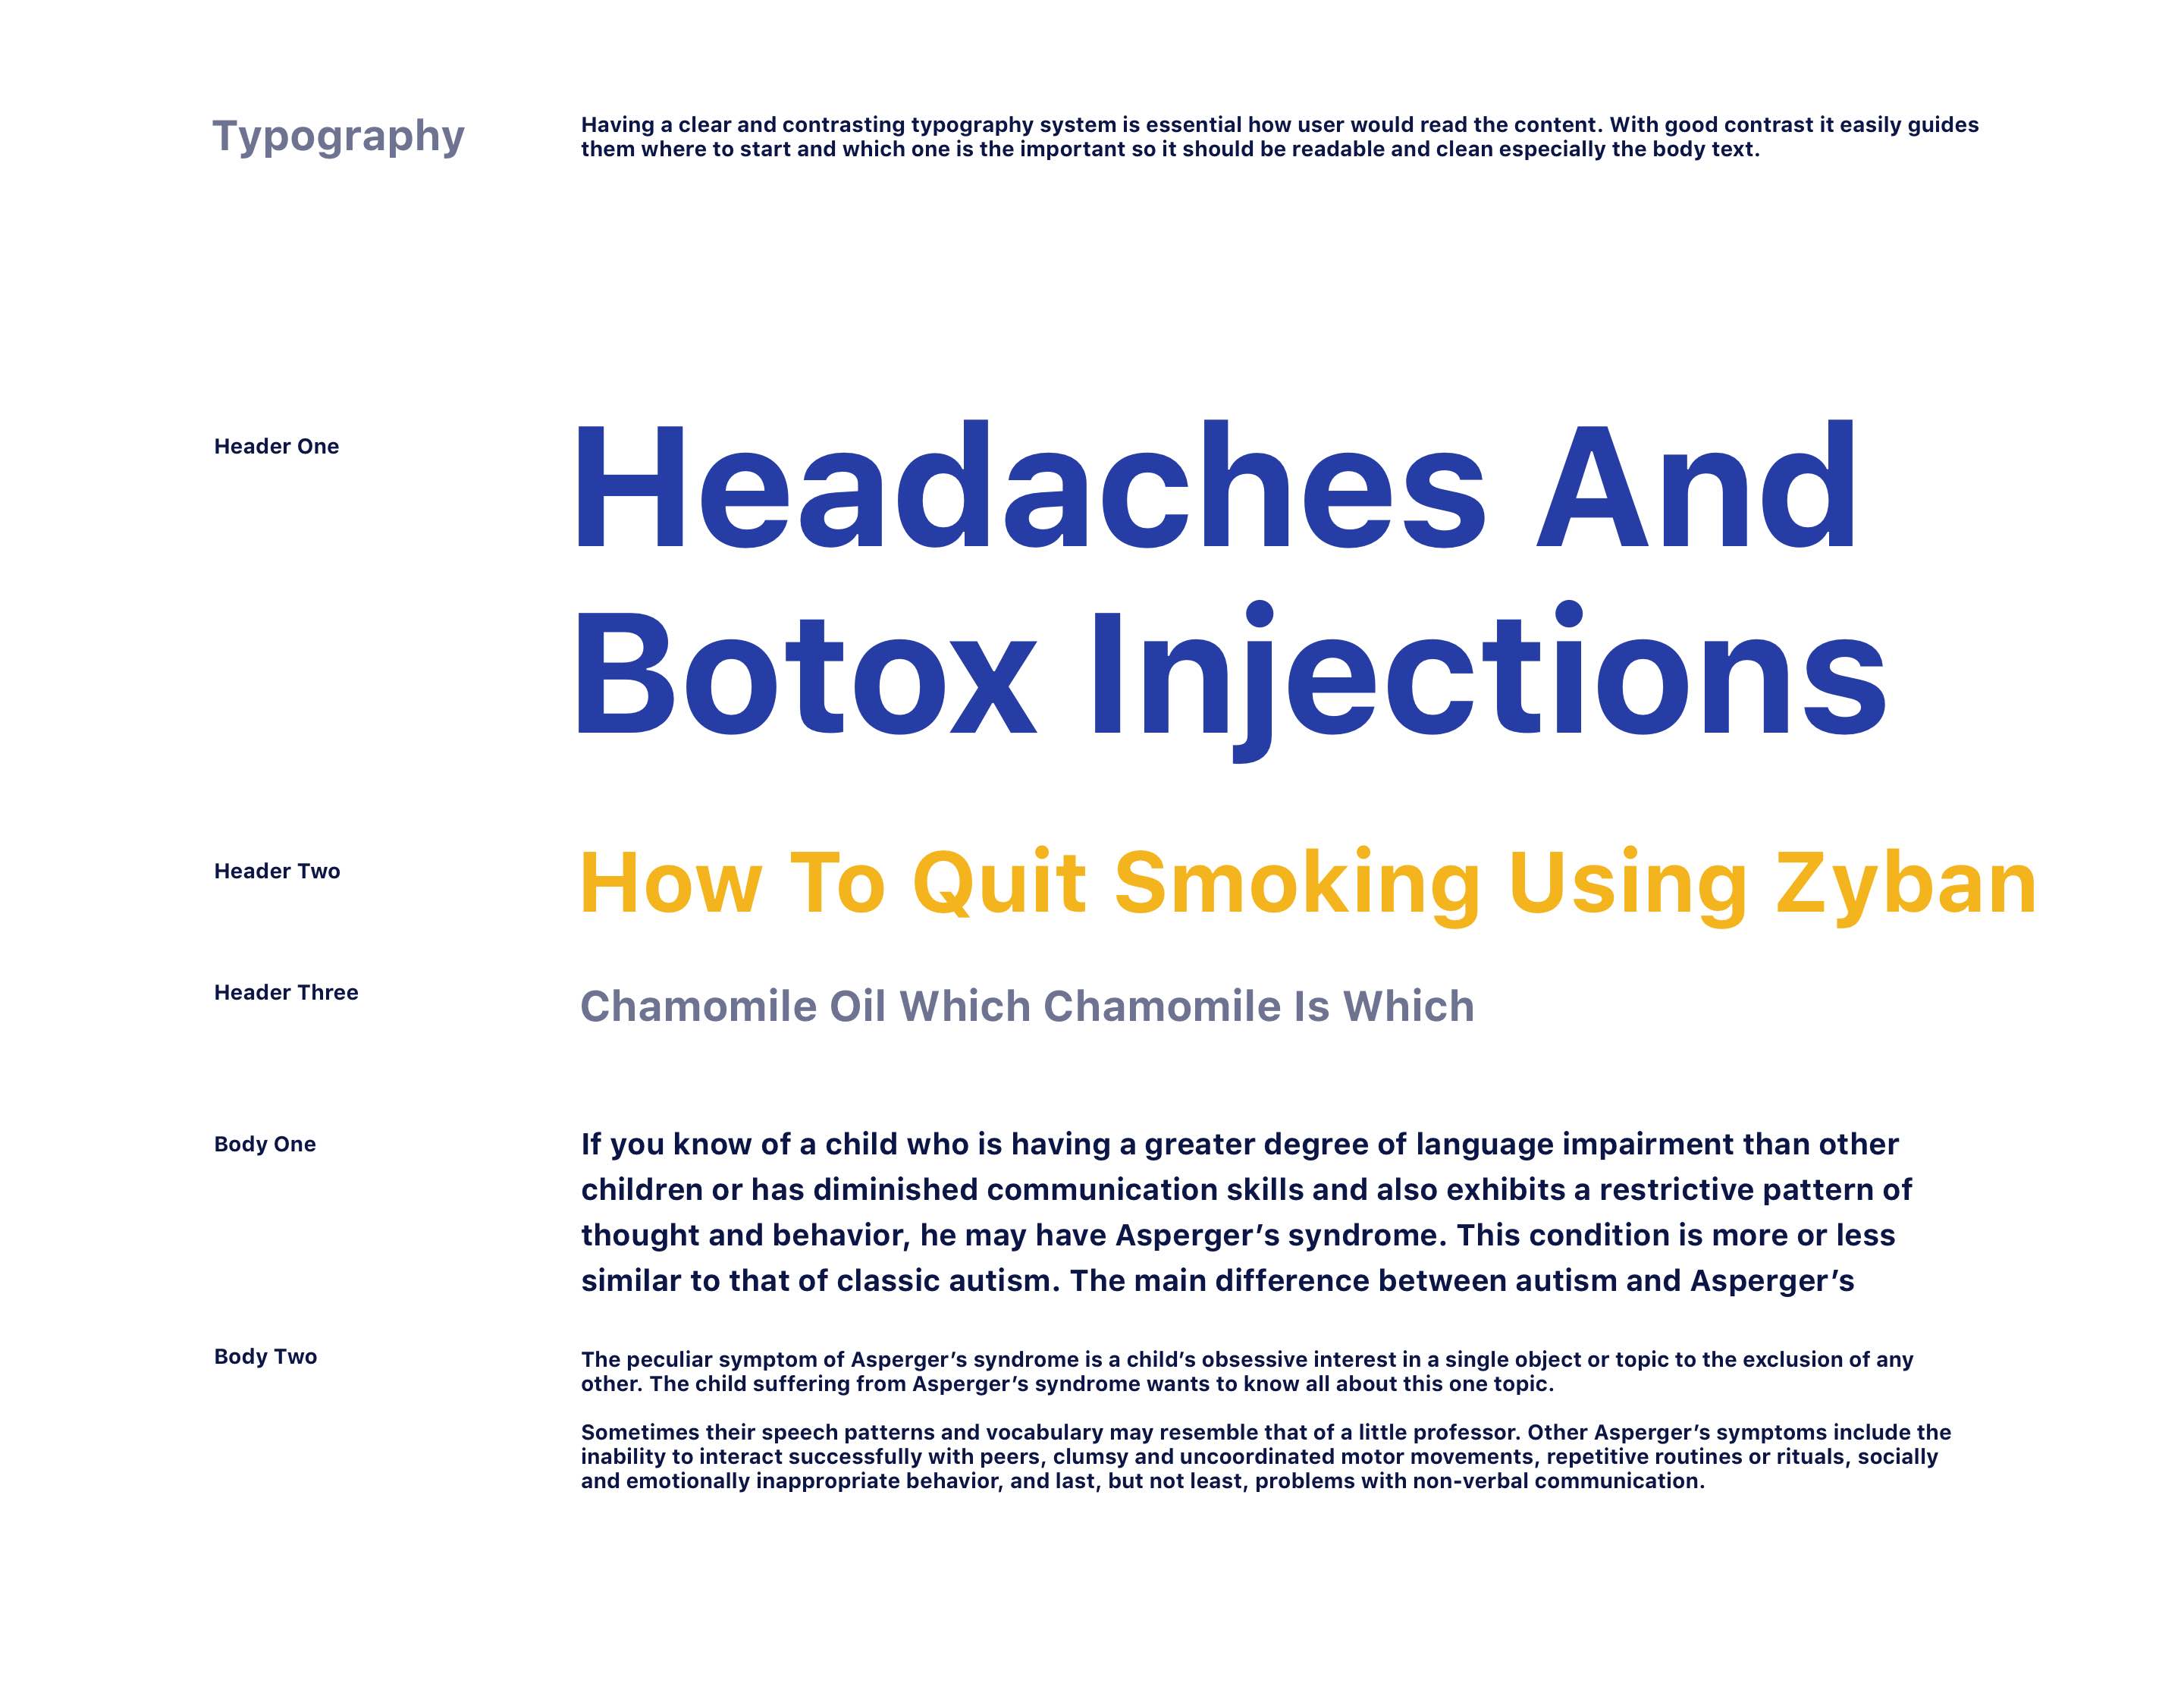 Typography
Having a clear and contrasting typography system is essential how user would read the content. With good contrast it easily guides
them where to start and which one is the important so it should be readable and clean especially the body text.
Header One
Headaches And
Botox Injections
Header Two
How To Quit Smoking Using Zyban
Header Three
Chamomile Oil Which Chamomile Is Which
Body One
If you know of a child who is having a greater degree of language impairment than other
children or has diminished communication skills and also exhibits a restrictive pattern of
thought and behavior, he may have Asperger’s syndrome. This condition is more or less
similar to that of classic autism. The main difference between autism and Asperger’s
Body Two
The peculiar symptom of Asperger’s syndrome is a child’s obsessive interest in a single object or topic to the exclusion of any
other. The child suffering from Asperger’s syndrome wants to know all about this one topic.
Sometimes their speech patterns and vocabulary may resemble that of a little professor. Other Asperger’s symptoms include the
inability to interact successfully with peers, clumsy and uncoordinated motor movements, repetitive routines or rituals, socially
and emotionally inappropriate behavior, and last, but not least, problems with non-verbal communication.